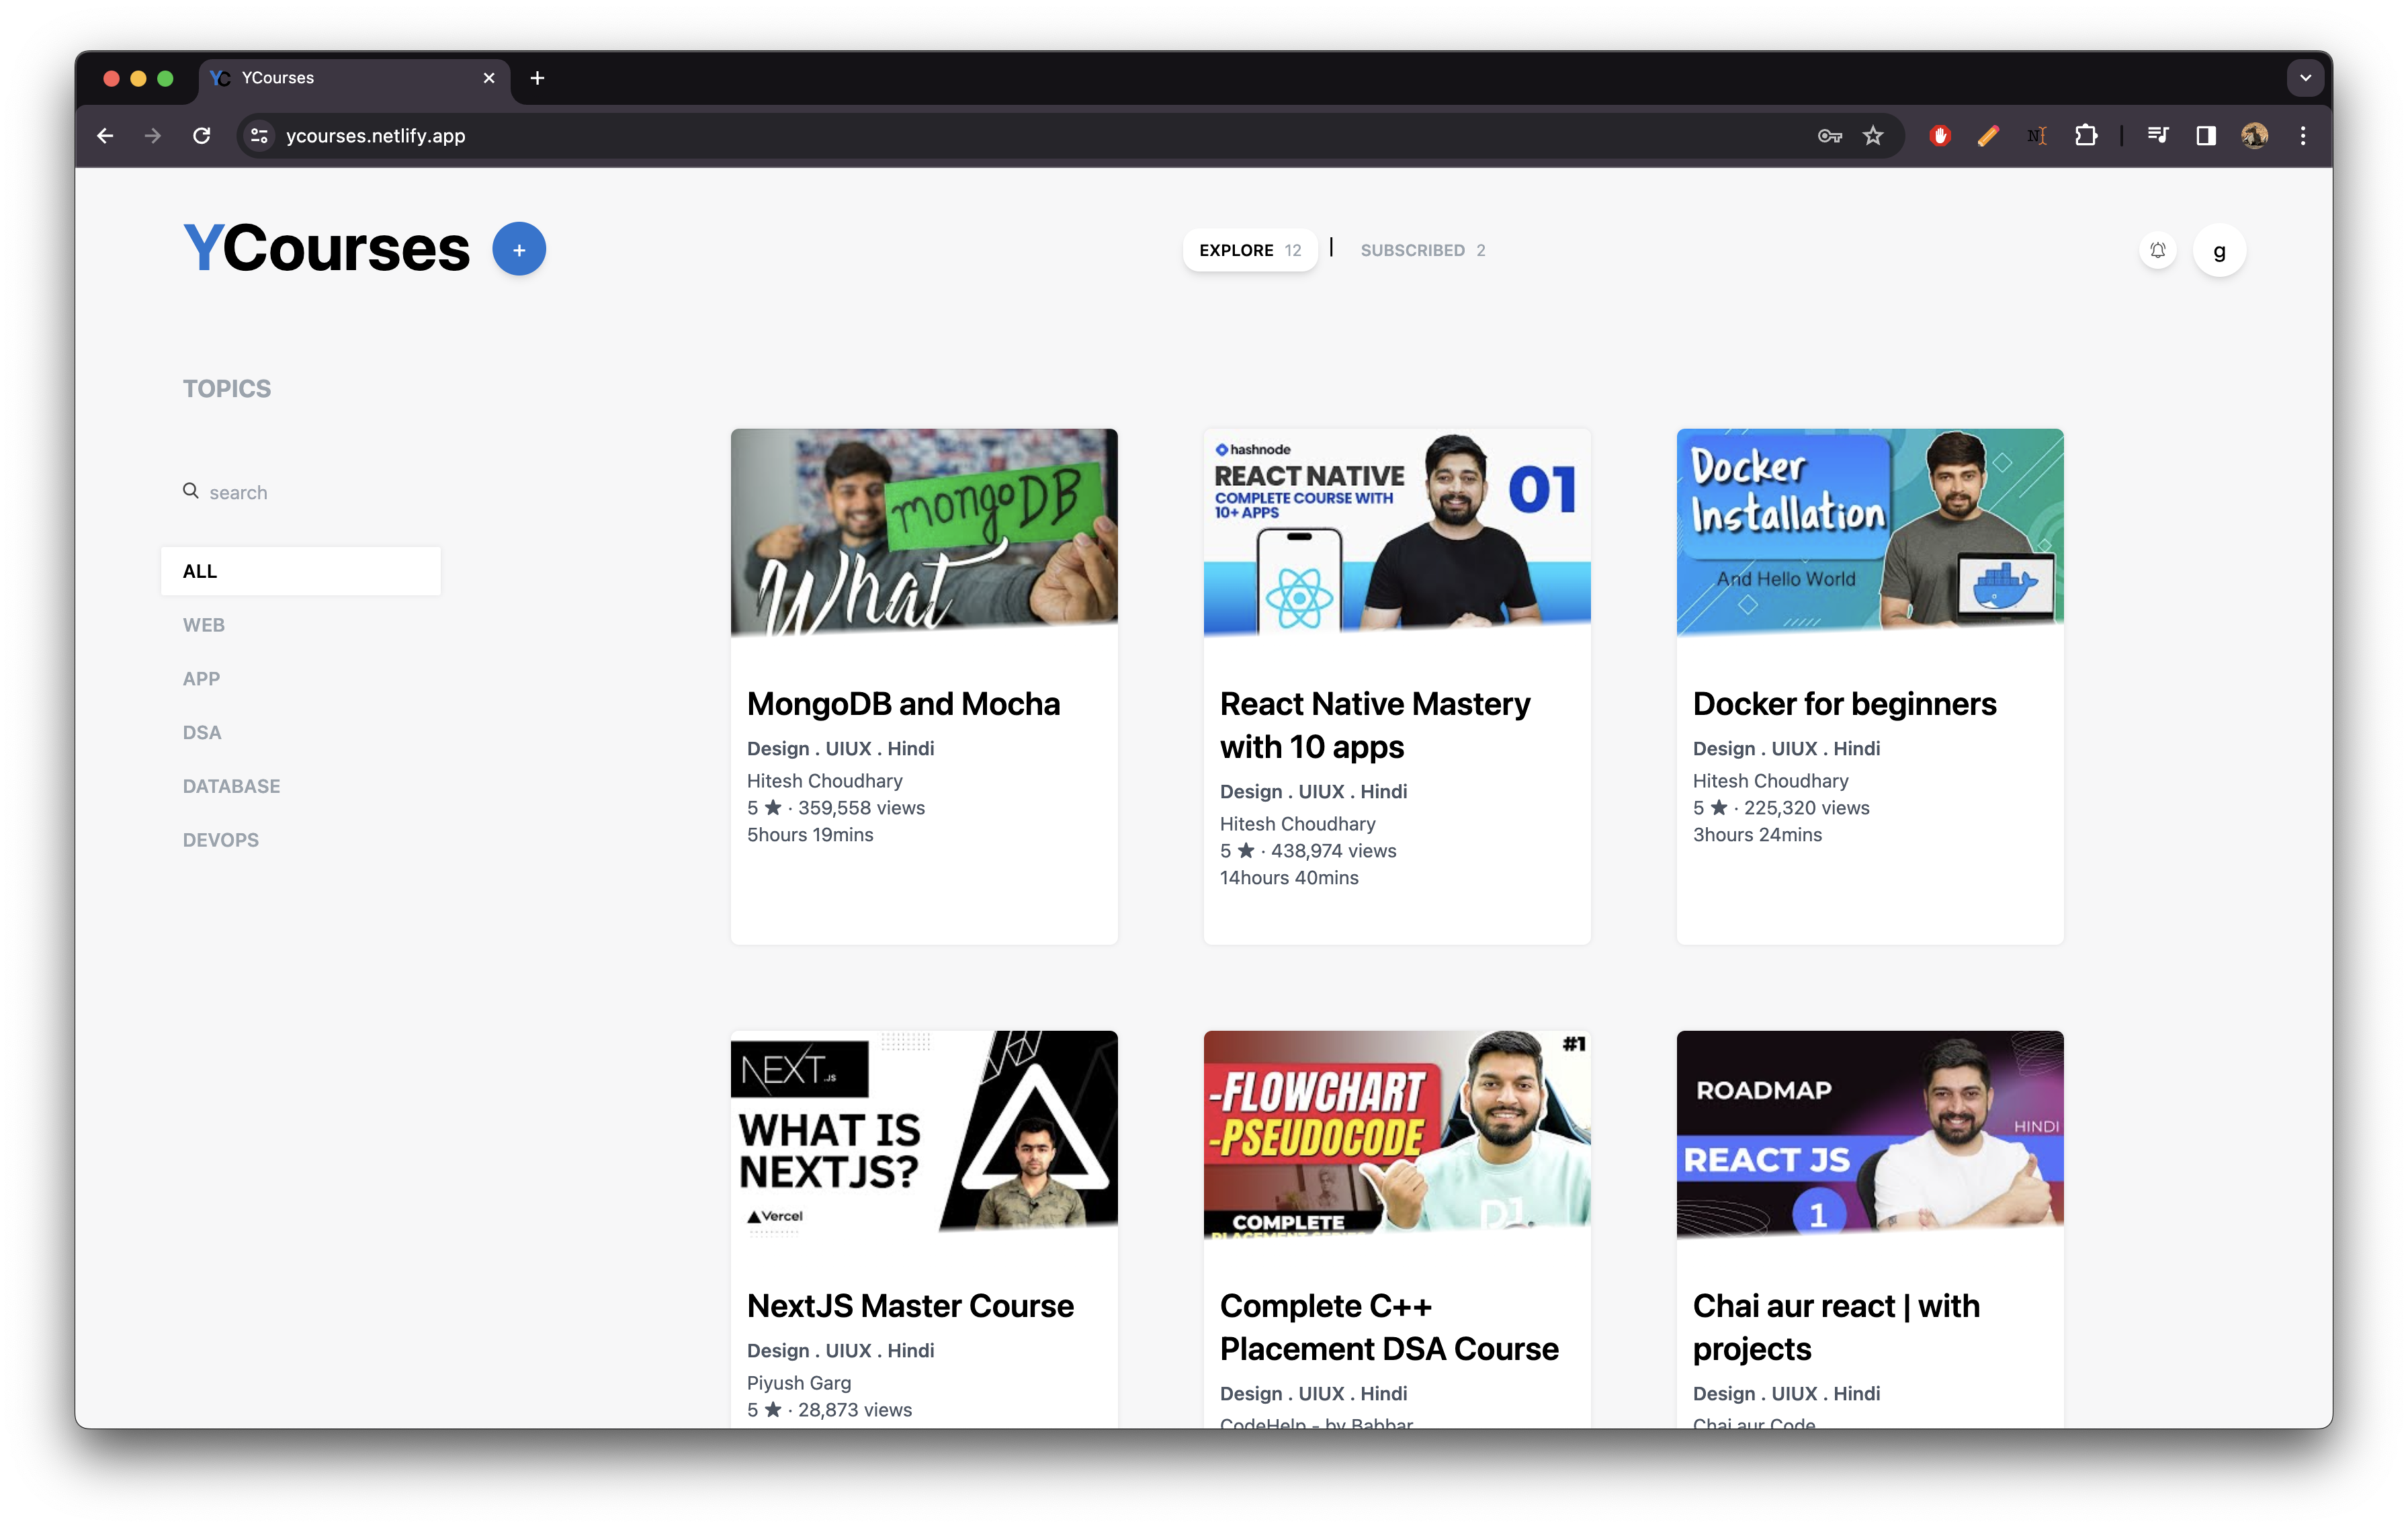 YC YCourses
ycourses.netlify.app
YCourses +
EXPLORE 12 | SUBSCRIBED 2
g
TOPICS
search
ALL
WEB
APP
DSA
DATABASE
DEVOPS
mongoDB
What
MongoDB and Mocha
Design . UIUX . Hindi
Hitesh Choudhary
5 ★ · 359,558 views
5hours 19mins
hashnode
REACT NATIVE
COMPLETE COURSE WITH
10+ APPS
01
React Native Mastery
with 10 apps
Design . UIUX . Hindi
Hitesh Choudhary
5 ★ · 438,974 views
14hours 40mins
Docker
Installation
And Hello World
Docker for beginners
Design . UIUX . Hindi
Hitesh Choudhary
5 ★ · 225,320 views
3hours 24mins
NEXT.JS
WHAT IS
NEXTJS?
Vercel
NextJS Master Course
Design . UIUX . Hindi
Piyush Garg
5 ★ · 28,873 views
#1
-FLOWCHART
-PSEUDOCODE
COMPLETE
Complete C++
Placement DSA Course
Design . UIUX . Hindi
CodeHelp - by Babbar
ROADMAP
HINDI
REACT JS
1
Chai aur react | with
projects
Design . UIUX . Hindi
Chai aur Code